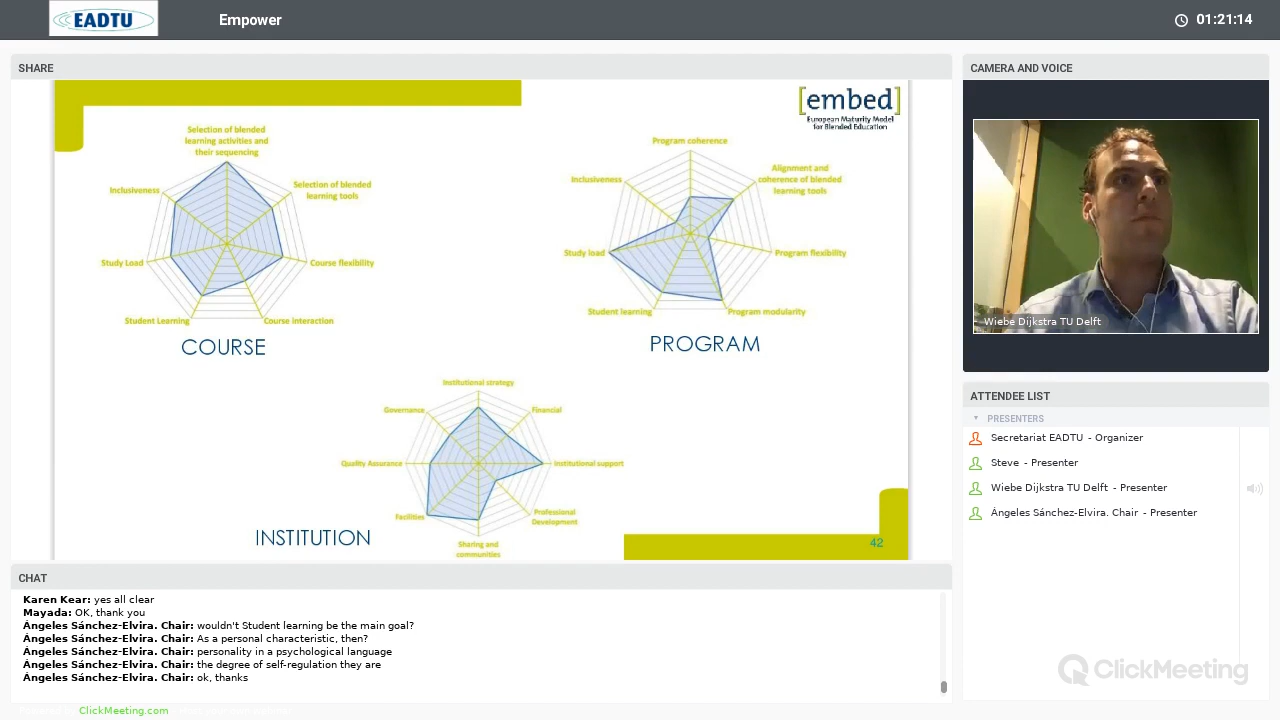 EADTU
Empower
01:21:14
SHARE
[embed]
European Maturity Model
for Blended Education
Selection of blended
learning activities and
their sequencing
Inclusiveness
Selection of blended
learning tools
Study Load
Course flexibility
Student Learning
Course interaction
COURSE
Program coherence
Inclusiveness
Alignment and
coherence of blended
learning tools
Study load
Program flexibility
Student learning
Program modularity
PROGRAM
Institutional strategy
Governance
Financial
Quality Assurance
Institutional support
Facilities
Professional
Development
Sharing and
communities
INSTITUTION
42
CAMERA AND VOICE
Wiebe Dijkstra TU Delft
ATTENDEE LIST
PRESENTERS
Secretariat EADTU - Organizer
Steve - Presenter
Wiebe Dijkstra TU Delft - Presenter
Ángeles Sánchez-Elvira. Chair - Presenter
ClickMeeting
CHAT
Karen Kear: yes all clear
Mayada: OK, thank you
Ángeles Sánchez-Elvira. Chair: wouldn't Student learning be the main goal?
Ángeles Sánchez-Elvira. Chair: As a personal characteristic, then?
Ángeles Sánchez-Elvira. Chair: personality in a psychological language
Ángeles Sánchez-Elvira. Chair: the degree of self-regulation they are
Ángeles Sánchez-Elvira. Chair: ok, thanks
ClickMeeting.com